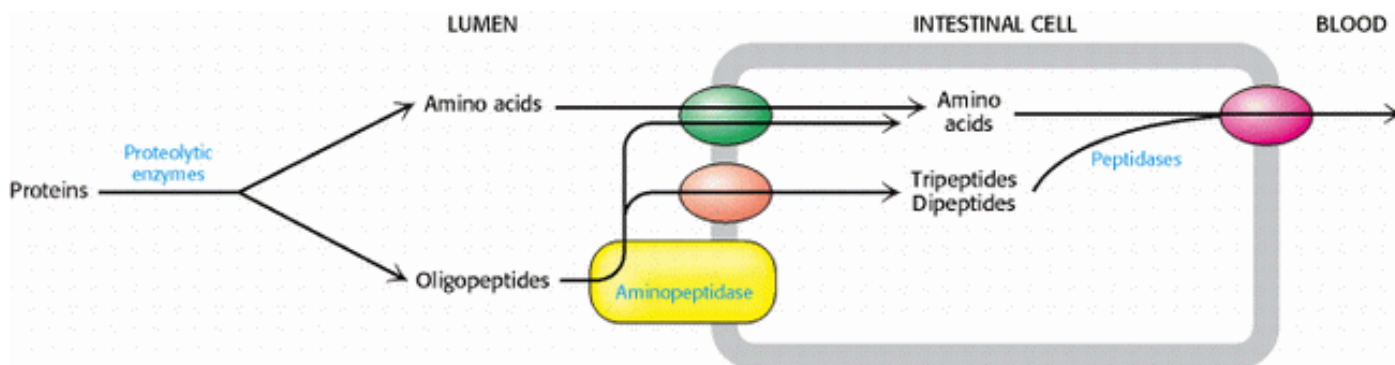 LUMEN
INTESTINAL CELL
BLOOD
Amino acids
Amino
acids
Proteolytic
enzymes
Peptidases
Proteins
Tripeptides
Dipeptides
Oligopeptides
Aminopeptidase